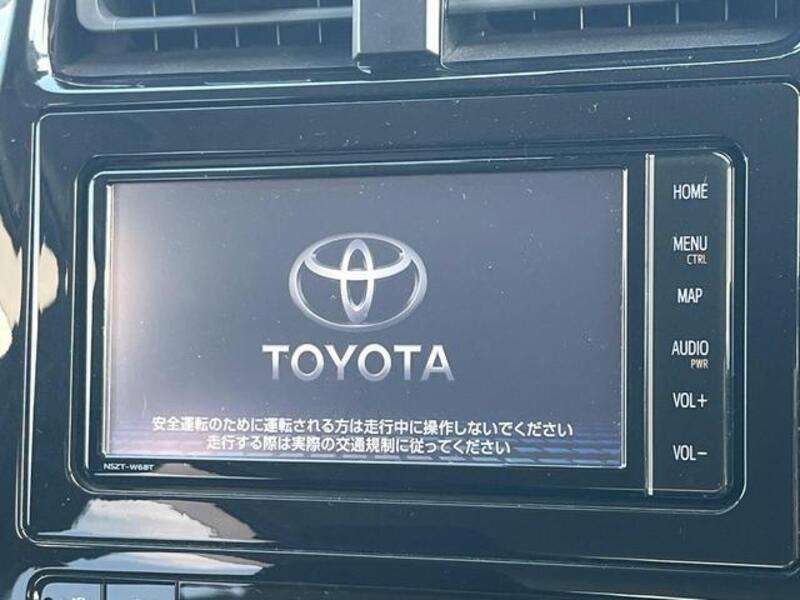 TOYOTA
安全運転のために運転される方は走行中に操作しないでください
走行する際は実際の交通規制に従ってください
NSZT-W68T
HOME
MENU
CTRL
MAP
AUDIO
PWR
VOL+
VOL-